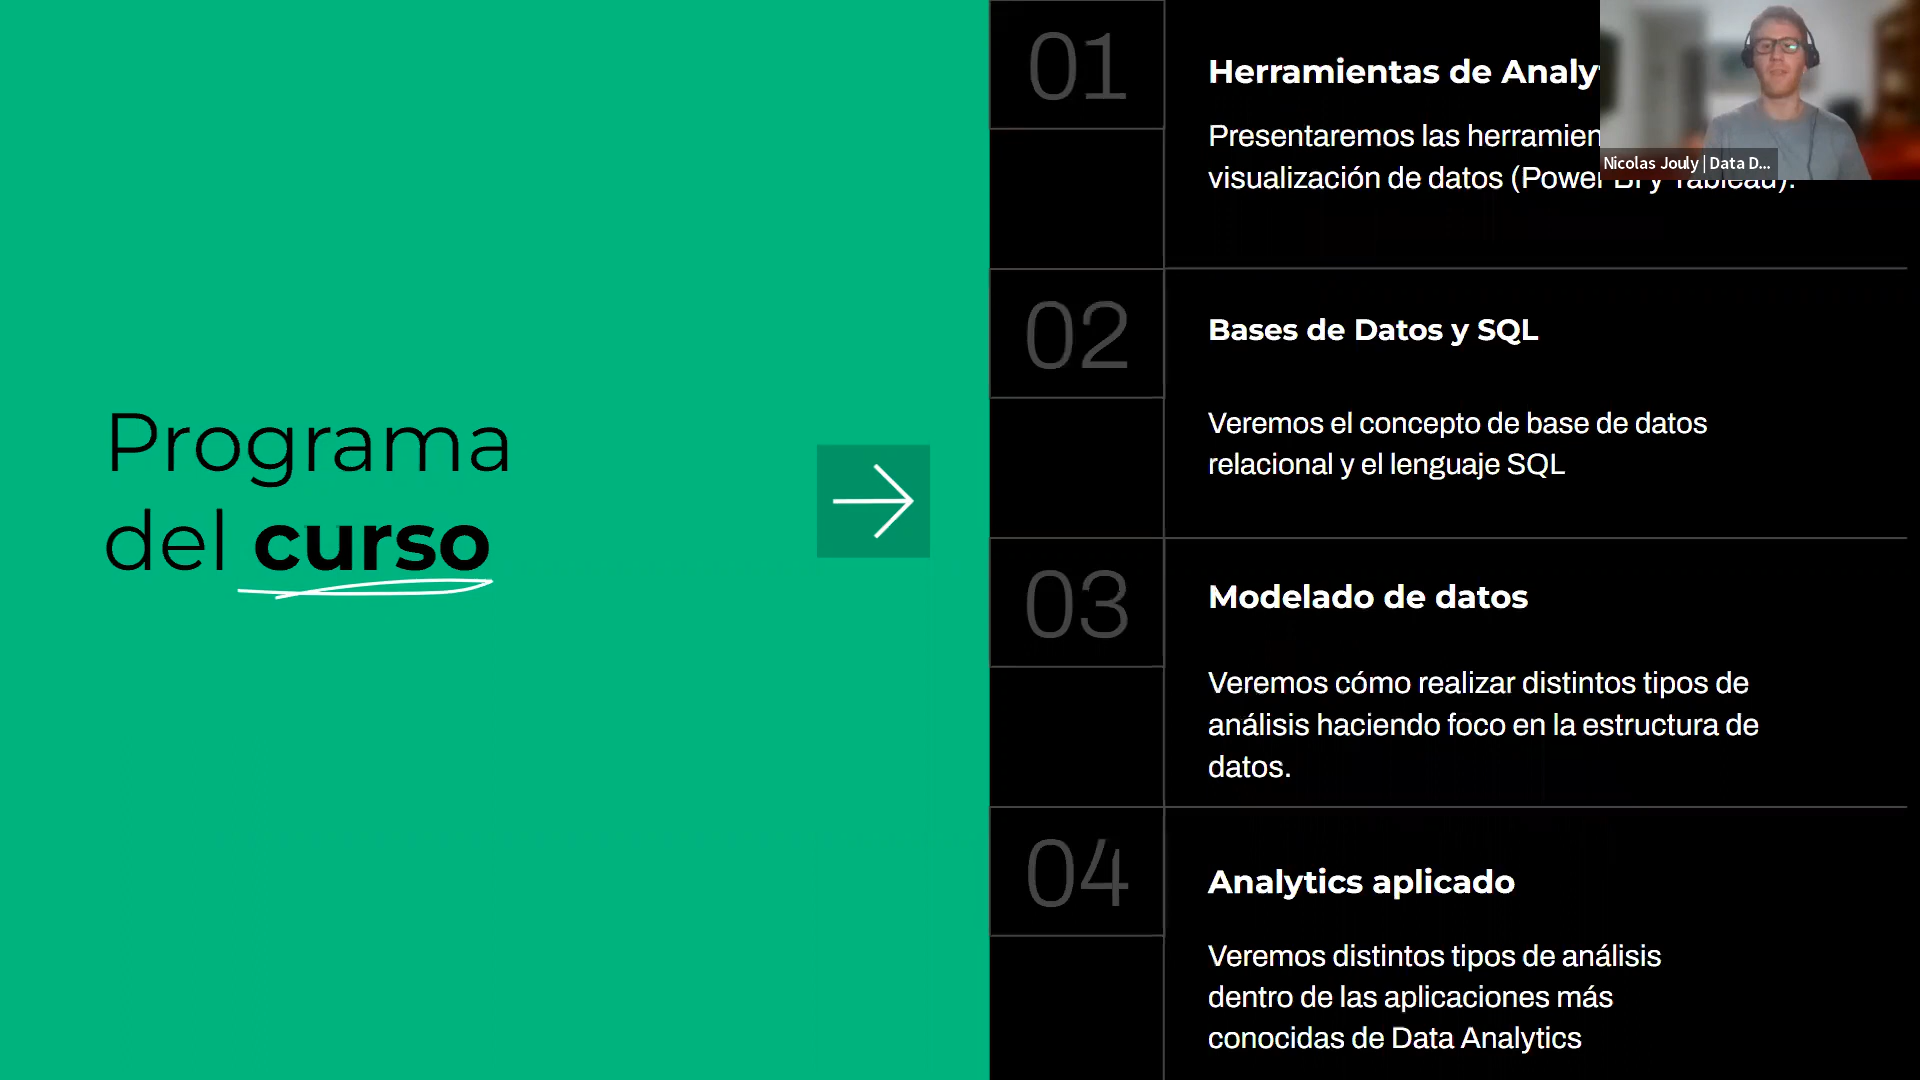 Programa
del curso
01
Herramientas de Analy
Presentaremos las herramien
visualización de datos (Power BI y Tableau).
02
Bases de Datos y SQL
Veremos el concepto de base de datos
relacional y el lenguaje SQL
03
Modelado de datos
Veremos cómo realizar distintos tipos de
análisis haciendo foco en la estructura de
datos.
04
Analytics aplicado
Veremos distintos tipos de análisis
dentro de las aplicaciones más
conocidas de Data Analytics
Nicolas Jouly | Data D...